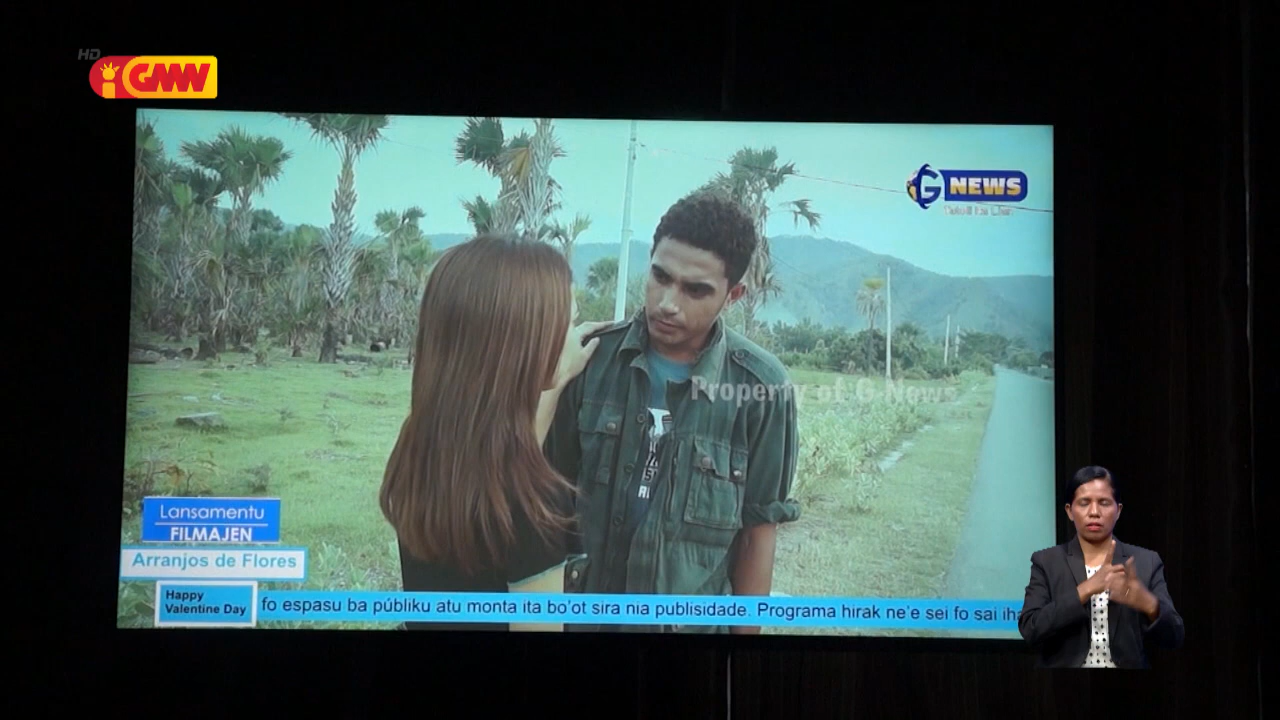 HD
GMN
G NEWS
Property of G-News
Lansamentu
FILMAJEN
Arranjos de Flores
Happy
Valentine Day
fo espasu ba públiku atu monta ita bo'ot sira nia publisidade. Programa hirak ne'e sei fo sai iha